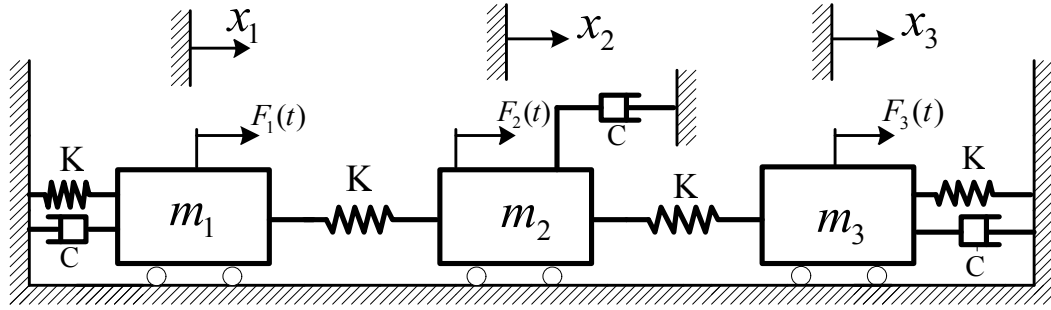 x₁ x₂ x₃
F₁(t) F₂(t) F₃(t)
C
K K K K
m₁ m₂ m₃
C C